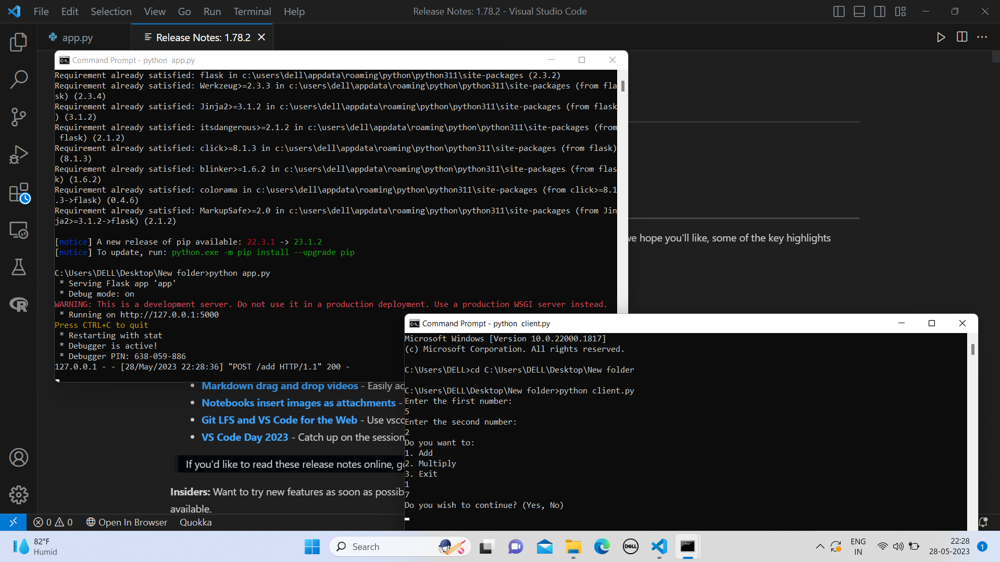 File Edit Selection View Go Run Terminal Help
Release Notes: 1.78.2 - Visual Studio Code
app.py
Release Notes: 1.78.2
Command Prompt - python  app.py
Requirement already satisfied: flask in c:\users\dell\appdata\roaming\python\python311\site-packages (2.3.2)
Requirement already satisfied: Werkzeug>=2.3.3 in c:\users\dell\appdata\roaming\python\python311\site-packages (from fla
sk) (2.3.4)
Requirement already satisfied: Jinja2>=3.1.2 in c:\users\dell\appdata\roaming\python\python311\site-packages (from flask
) (3.1.2)
Requirement already satisfied: itsdangerous>=2.1.2 in c:\users\dell\appdata\roaming\python\python311\site-packages (from
 flask) (2.1.2)
Requirement already satisfied: click>=8.1.3 in c:\users\dell\appdata\roaming\python\python311\site-packages (from flask)
 (8.1.3)
Requirement already satisfied: blinker>=1.6.2 in c:\users\dell\appdata\roaming\python\python311\site-packages (from flas
k) (1.6.2)
Requirement already satisfied: colorama in c:\users\dell\appdata\roaming\python\python311\site-packages (from click>=8.1
.3->flask) (0.4.6)
Requirement already satisfied: MarkupSafe>=2.0 in c:\users\dell\appdata\roaming\python\python311\site-packages (from Jin
ja2>=3.1.2->flask) (2.1.2)
[notice] A new release of pip available: 22.3.1 -> 23.1.2
[notice] To update, run: python.exe -m pip install --upgrade pip
C:\Users\DELL\Desktop\New folder>python app.py
 * Serving Flask app 'app'
 * Debug mode: on
WARNING: This is a development server. Do not use it in a production deployment. Use a production WSGI server instead.
 * Running on http://127.0.0.1:5000
Press CTRL+C to quit
 * Restarting with stat
 * Debugger is active!
 * Debugger PIN: 638-059-886
127.0.0.1 - - [28/May/2023 22:28:36] "POST /add HTTP/1.1" 200 -
we hope you'll like, some of the key highlights
• Markdown drag and drop videos - Easily ad
• Notebooks insert images as attachments -
• Git LFS and VS Code for the Web - Use vsco
• VS Code Day 2023 - Catch up on the session
If you'd like to read these release notes online, go
Insiders: Want to try new features as soon as possib
available.
Command Prompt - python  client.py
Microsoft Windows [Version 10.0.22000.1817]
(c) Microsoft Corporation. All rights reserved.
C:\Users\DELL>cd C:\Users\DELL\Desktop\New folder
C:\Users\DELL\Desktop\New folder>python client.py
Enter the first number:
5
Enter the second number:
2
Do you want to:
1. Add
2. Multiply
3. Exit
1
7
Do you wish to continue? (Yes, No)
0 0 Open In Browser Quokka
82°F
Humid
Search
DELL
ENG
IN
22:28
28-05-2023
1